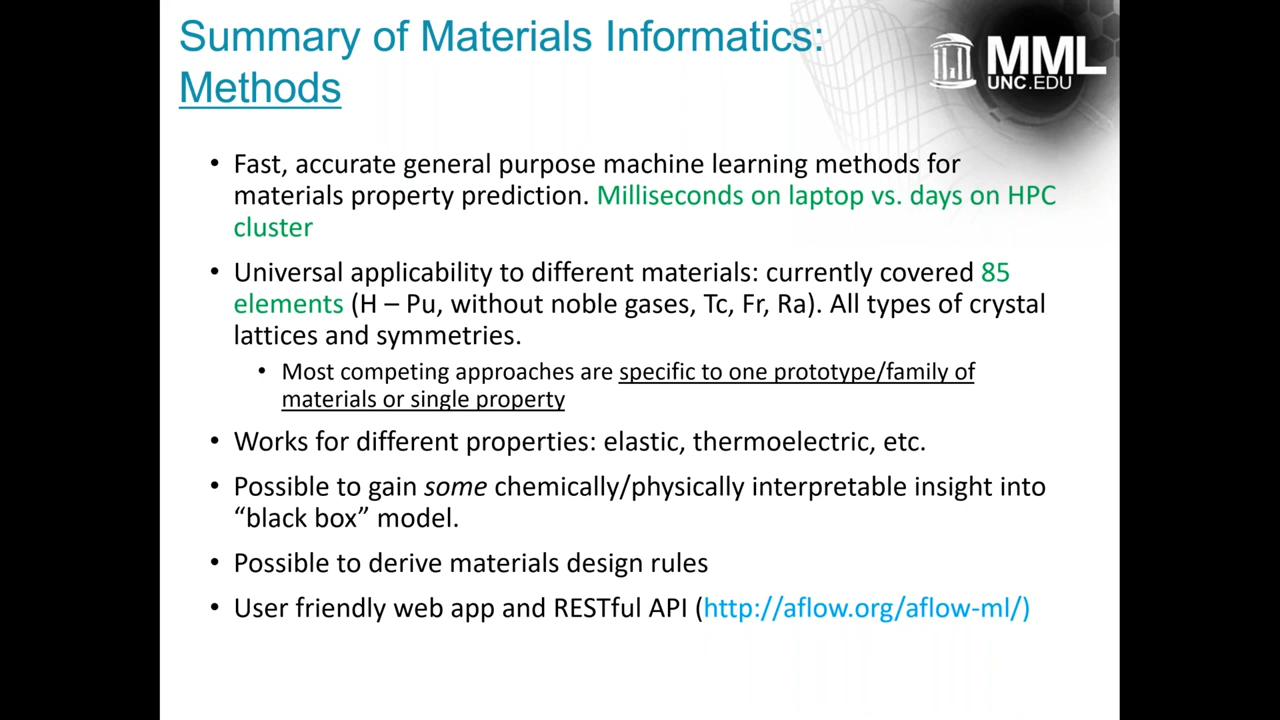 Summary of Materials Informatics:
Methods
MML
UNC.EDU
• Fast, accurate general purpose machine learning methods for
materials property prediction. Milliseconds on laptop vs. days on HPC
cluster
• Universal applicability to different materials: currently covered 85
elements (H – Pu, without noble gases, Tc, Fr, Ra). All types of crystal
lattices and symmetries.
• Most competing approaches are specific to one prototype/family of
materials or single property
• Works for different properties: elastic, thermoelectric, etc.
• Possible to gain some chemically/physically interpretable insight into
“black box” model.
• Possible to derive materials design rules
• User friendly web app and RESTful API (http://aflow.org/aflow-ml/)